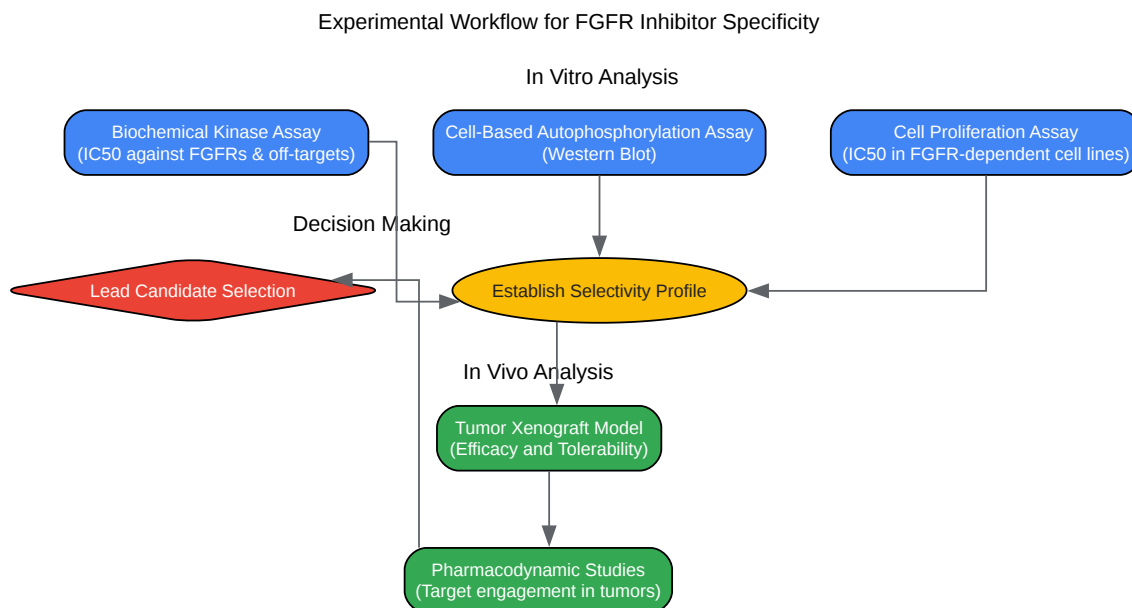 Experimental Workflow for FGFR Inhibitor Specificity
In Vitro Analysis
Biochemical Kinase Assay
(IC50 against FGFRs & off-targets)
Cell-Based Autophosphorylation Assay
(Western Blot)
Cell Proliferation Assay
(IC50 in FGFR-dependent cell lines)
Decision Making
Lead Candidate Selection
Establish Selectivity Profile
In Vivo Analysis
Tumor Xenograft Model
(Efficacy and Tolerability)
Pharmacodynamic Studies
(Target engagement in tumors)